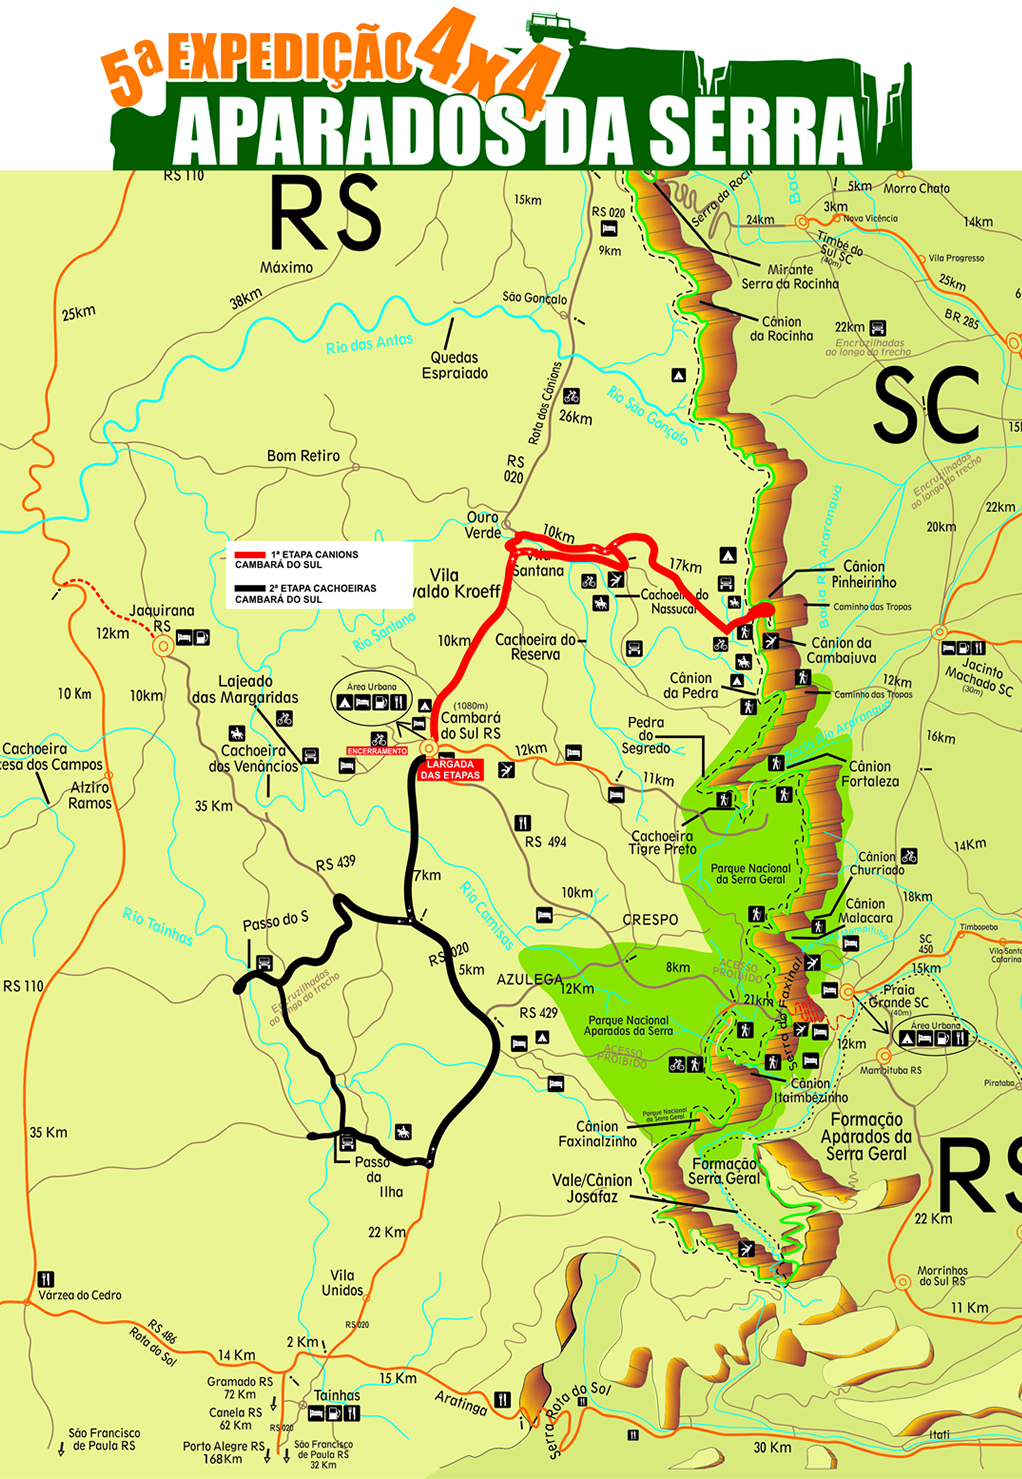 5ª EXPEDIÇÃO 4x4
APARADOS DA SERRA
RS 110
RS
Máximo
15km
RS 020
9km
Serra da Roch
24km
5km
Morro Chato
3km
Nova Vicência
14km
Timbé do
Sul SC
Vila Progresso
25km
BR 285
25km
38km
São Gonçalo
Mirante
Serra da Rocinha
Cânion
da Rocinha
22km
Encruzilhadas
ao longo do trecho
Rio das Antas
Quedas
Espraiado
Rota dos Cânions
26km
Rio São Gonçalo
SC
Encruzilhadas
ao longo do trecho
22km
20km
Bom Retiro
RS
020
Ouro
Verde
10km
1ª ETAPA CANIONS
CAMBARÁ DO SUL
2ª ETAPA CACHOEIRAS
CAMBARÁ DO SUL
Vila
Santana
17km
Vila
valdo Kroeff
Cachoeira do
Nassucar
Cânion
Pinheirinho
Caminho das Tropas
Jaquirana
RS
12km
Rio Santana
10km
Cachoeira do
Reserva
Cânion da
Cambajuva
Jacinto
Machado SC
(30m)
12km
10 Km
10km
Lajeado
das Margaridas
Área Urbana
(1080m)
Cambará
do Sul RS
Cânion
da Pedra
Caminho das Tropas
Pedra
do
Segredo
16km
Cachoeira
cesa dos Campos
Cachoeira
dos Venâncios
ENCERRAMENTO
LARGADA
DAS ETAPAS
12km
11km
Cânion
Fortaleza
Alziro
Ramos
35 Km
RS 494
Cachoeira
Tigre Preto
14Km
RS 439
7km
Parque Nacional
da Serra Geral
Cânion
Churriado
18km
10km
Rio Camisas
Cânion
Malacara
Rio Tainhas
Passo do S
CRESPO
SC
450
Timbopeba
RS 020
5km
AZULEGA
8km
ACESSO
PROIBIDO
15km
RS 110
Encruzilhadas
ao longo do trecho
12Km
21km
Serra do Faxinal
Praia
Grande SC
(40m)
RS 429
Parque Nacional
Aparados da Serra
Área Urbana
12km
ACESSO
PROIBIDO
Mampituba RS
Cânion
Itaimbézinho
Pirataba
35 Km
Parque Nacional
da Serra Geral
Cânion
Faxinalzinho
Formação
Aparados da
Serra Geral
Passo
da
Ilha
Formação
Serra Geral
Vale/Cânion
Josafaz
RS
22 Km
22 Km
Vila
Unidos
Morrinhos
do Sul RS
Várzea do Cedro
11 Km
RS 020
RS 486
Rota do Sol
2 Km
14 Km
15 Km
Gramado RS
72 Km
Tainhas
Aratinga
Canela RS
62 Km
RS 020
Serra Rota do Sol
São Francisco
de Paula RS
Porto Alegre RS
168Km
São Francisco
de Paula RS
32 Km
30 Km
Itati